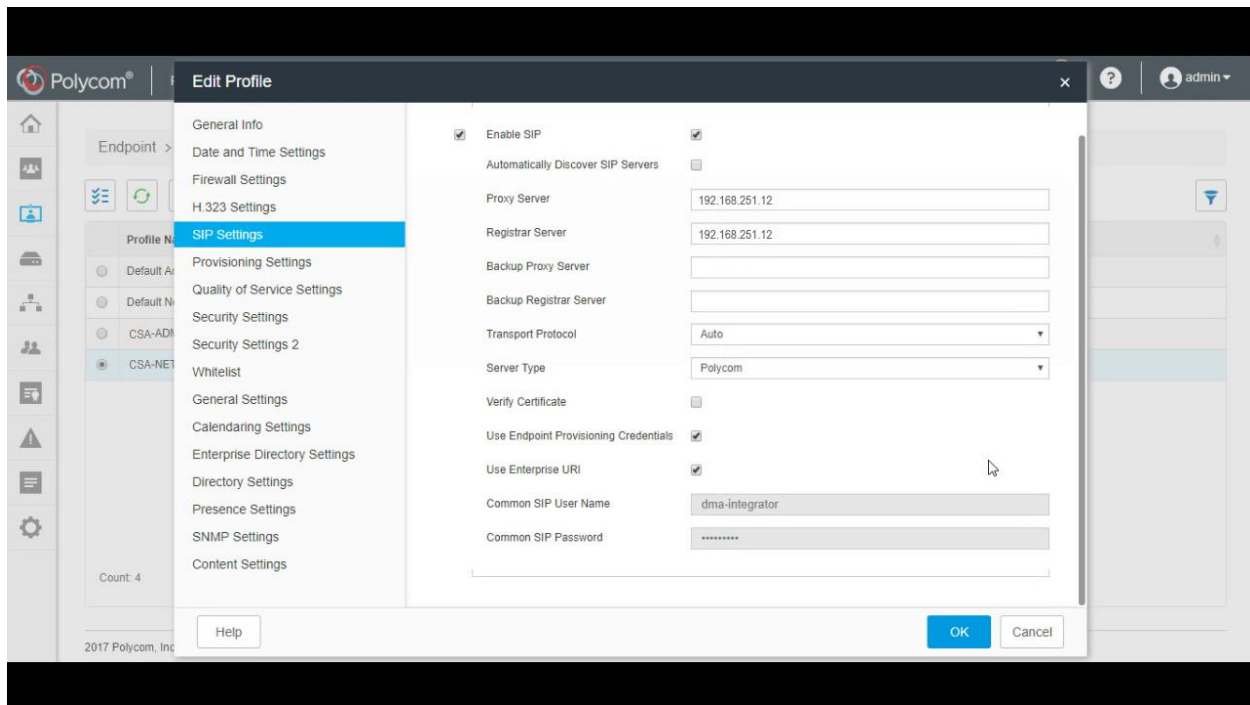 Polycom®
Edit Profile
×
?
admin
Endpoint >
Profile Na
Default
Default
CSA-ADM
CSA-NET
Count: 4
2017 Polycom, Inc
General Info
Date and Time Settings
Firewall Settings
H.323 Settings
SIP Settings
Provisioning Settings
Quality of Service Settings
Security Settings
Security Settings 2
Whitelist
General Settings
Calendaring Settings
Enterprise Directory Settings
Directory Settings
Presence Settings
SNMP Settings
Content Settings
Enable SIP
Automatically Discover SIP Servers
Proxy Server 192.168.251.12
Registrar Server 192.168.251.12
Backup Proxy Server
Backup Registrar Server
Transport Protocol Auto
Server Type Polycom
Verify Certificate
Use Endpoint Provisioning Credentials
Use Enterprise URI
Common SIP User Name dma-integrator
Common SIP Password •••••••••
Help
OK
Cancel